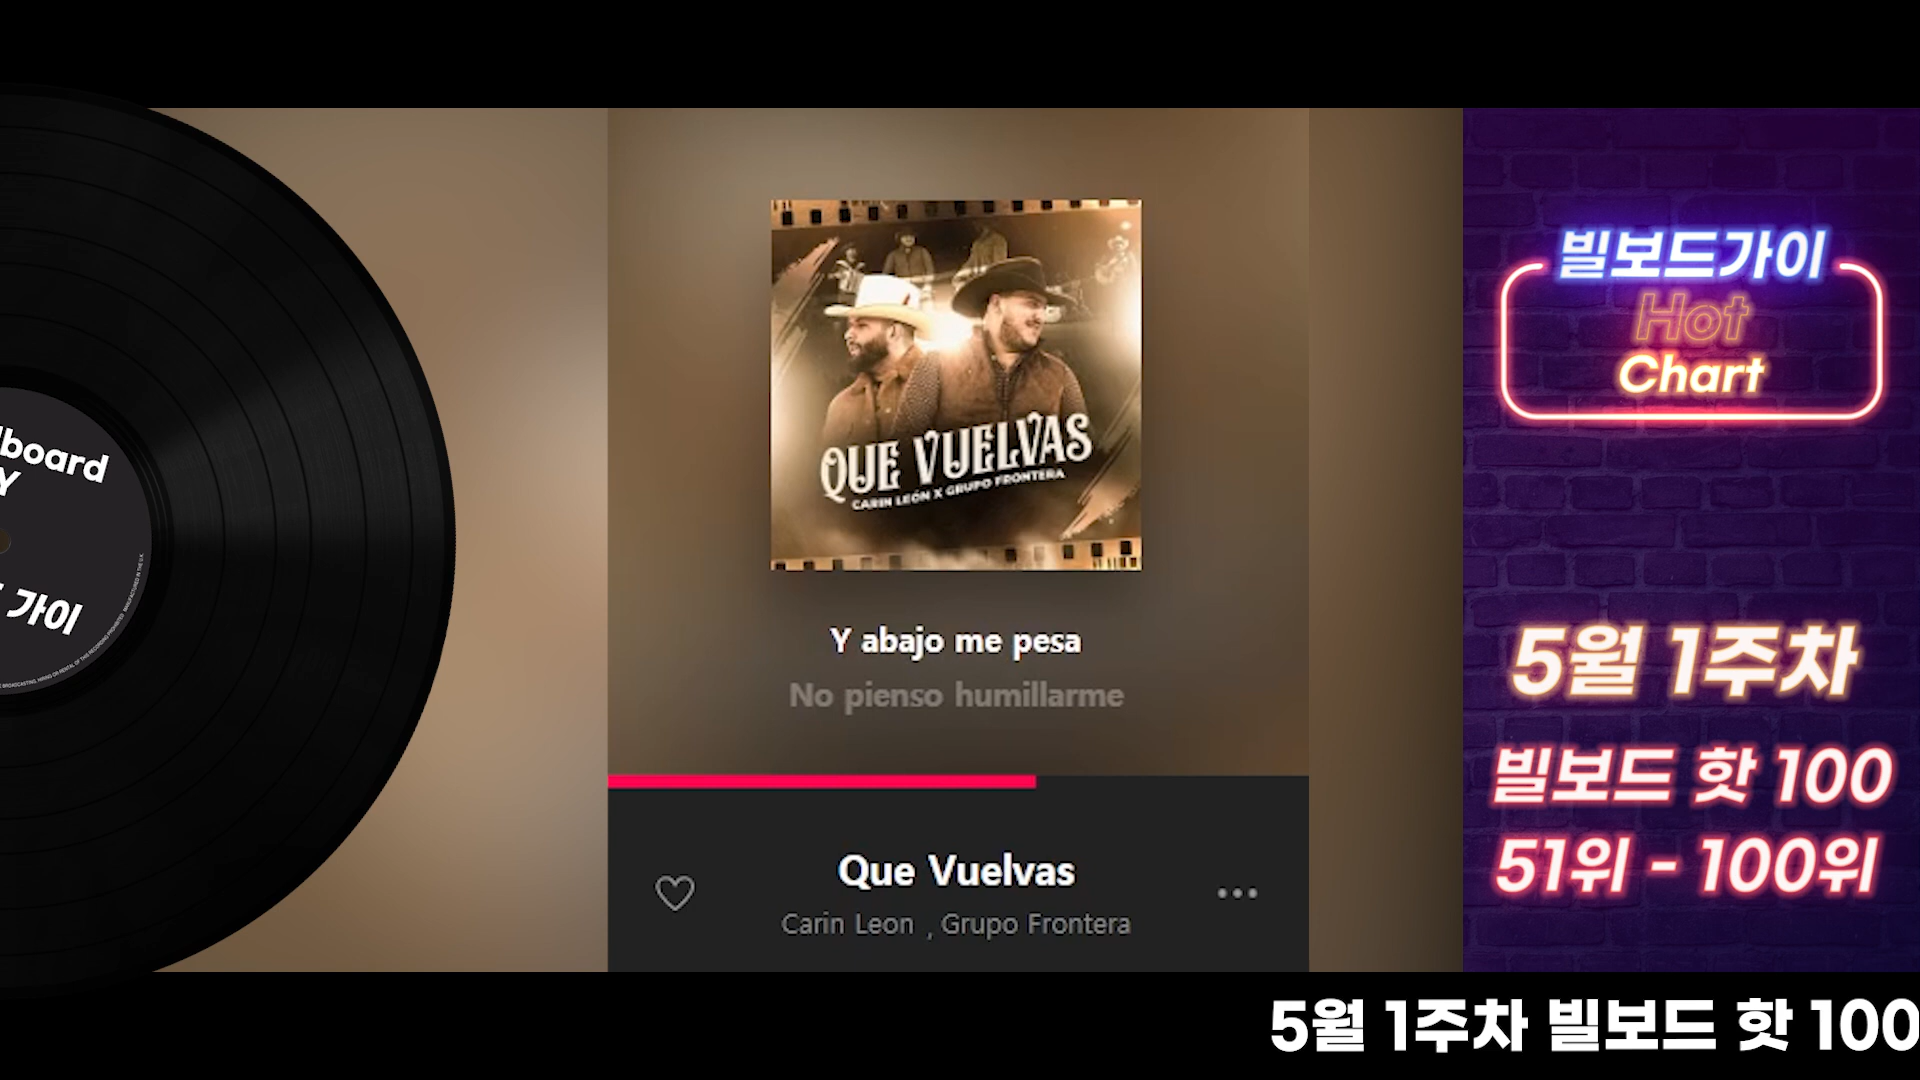 board
Y
가이
QUE VUELVAS
CARIN LEÓN X GRUPO FRONTERA
Y abajo me pesa
No pienso humillarme
Que Vuelvas
Carin Leon , Grupo Frontera
빌보드가이
Hot
Chart
5월 1주차
빌보드 핫 100
51위 - 100위
5월 1주차 빌보드 핫 100